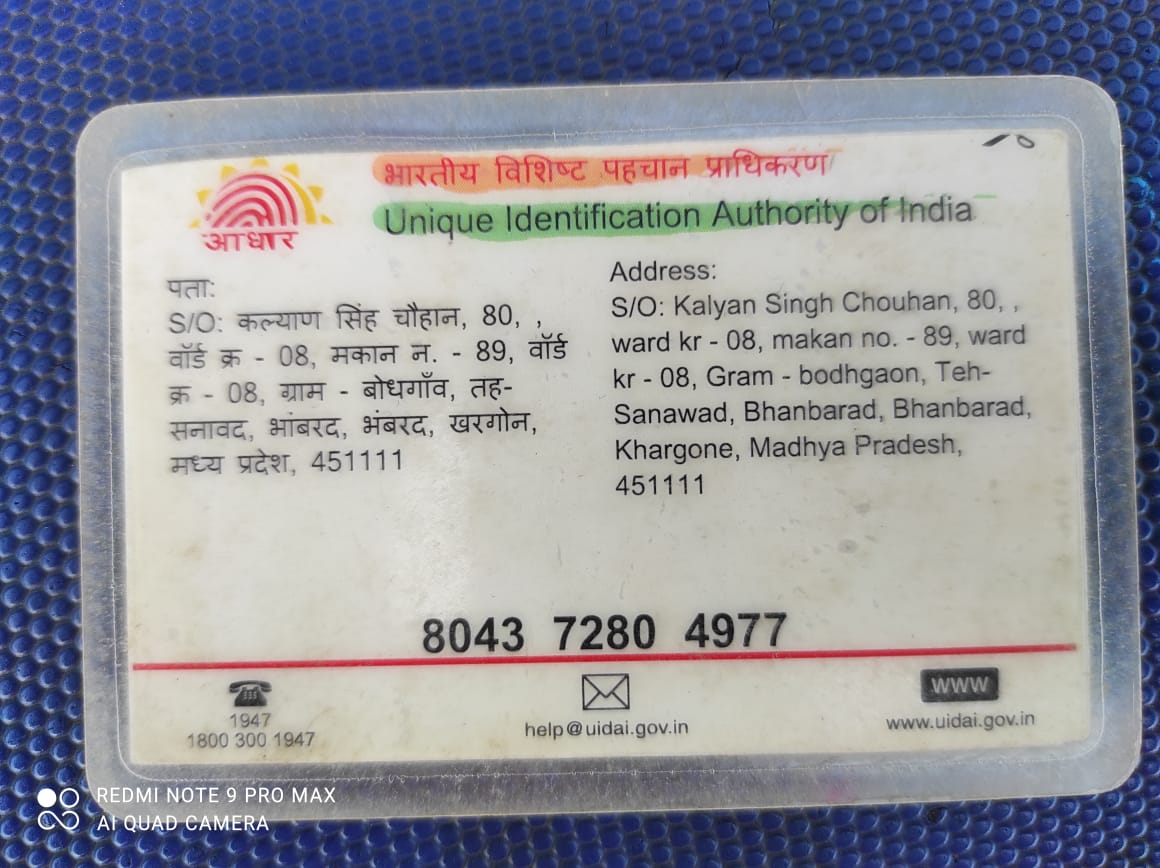 भारतीय विशिष्ट पहचान प्राधिकरण
Unique Identification Authority of India
आधार
पता:
S/O: कल्याण सिंह चौहान, 80, ,
वॉर्ड क्र - 08, मकान न. - 89, वॉर्ड
क्र - 08, ग्राम - बोधगाँव, तह-
सनावद, भांबरद, भंबरद, खरगोन,
मध्य प्रदेश, 451111
Address:
S/O: Kalyan Singh Chouhan, 80, ,
ward kr - 08, makan no. - 89, ward
kr - 08, Gram - bodhgaon, Teh-
Sanawad, Bhanbarad, Bhanbarad,
Khargone, Madhya Pradesh,
451111
8043 7280 4977
1947
1800 300 1947
help@uidai.gov.in
WWW
www.uidai.gov.in
REDMI NOTE 9 PRO MAX
AI QUAD CAMERA